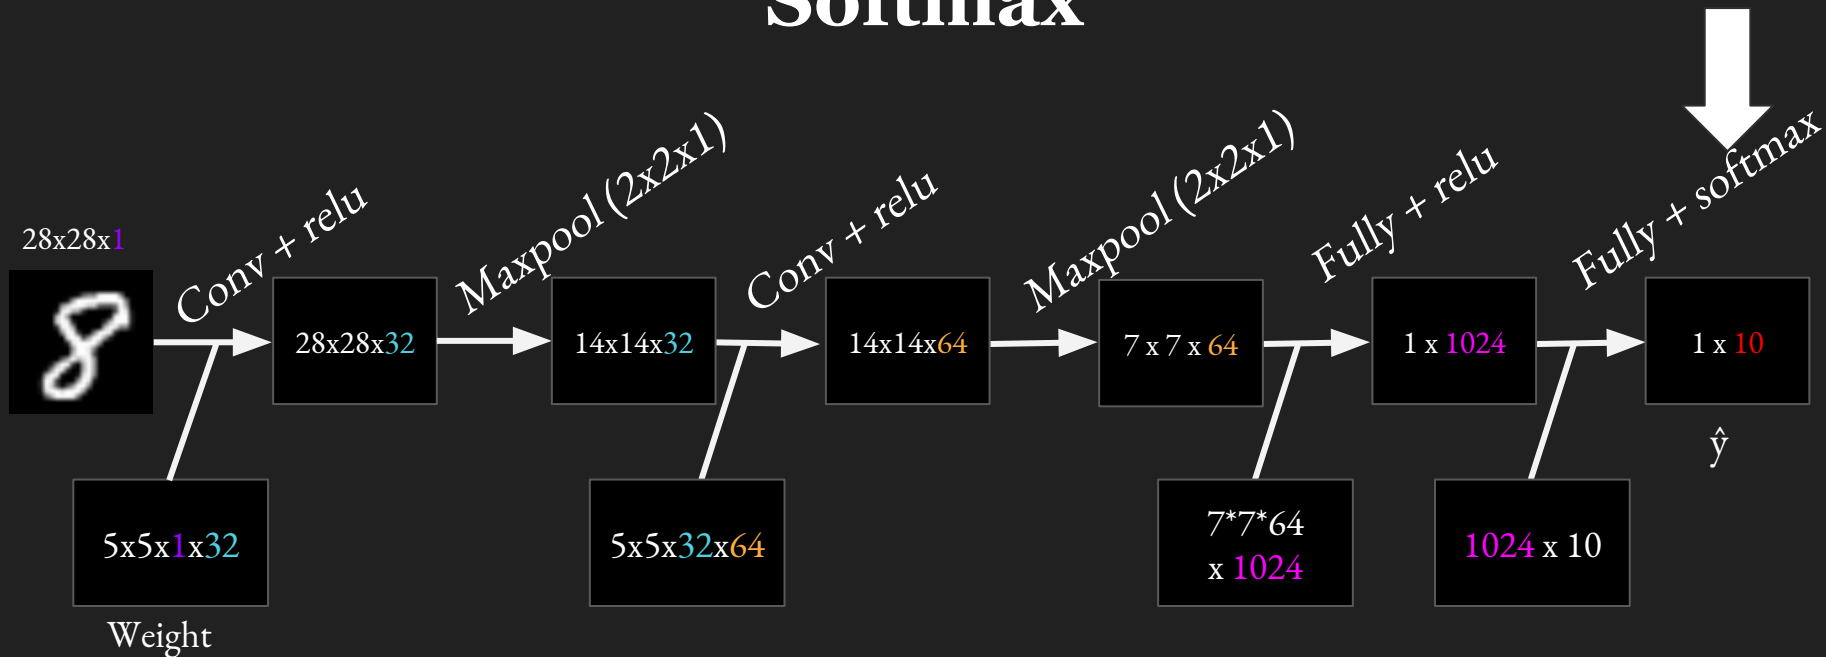 Softmax
28x28x1
Conv + relu
Maxpool (2x2x1)
Conv + relu
Maxpool (2x2x1)
Fully + relu
Fully + softmax
28x28x32
14x14x32
14x14x64
7 x 7 x 64
1 x 1024
1 x 10
ŷ
5x5x1x32
5x5x32x64
7*7*64
x 1024
1024 x 10
Weight